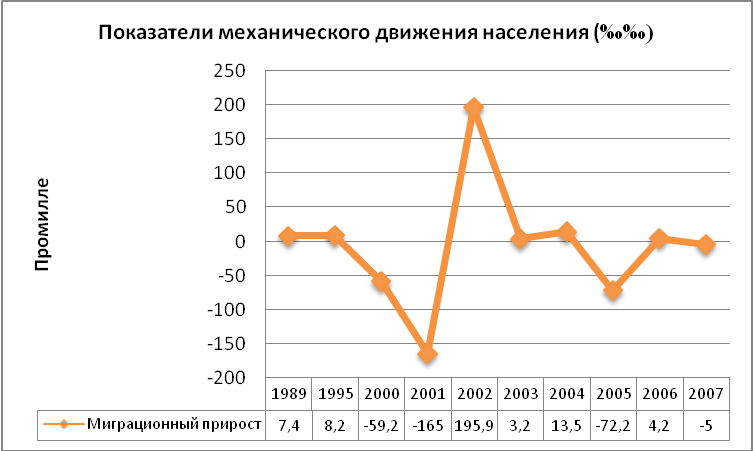 Показатели механического движения населения (‰‰)
Промилле
250
200
150
100
50
0
-50
-100
-150
-200
1989 1995 2000 2001 2002 2003 2004 2005 2006 2007
Миграционный прирост 7,4 8,2 -59,2 -165 195,9 3,2 13,5 -72,2 4,2 -5